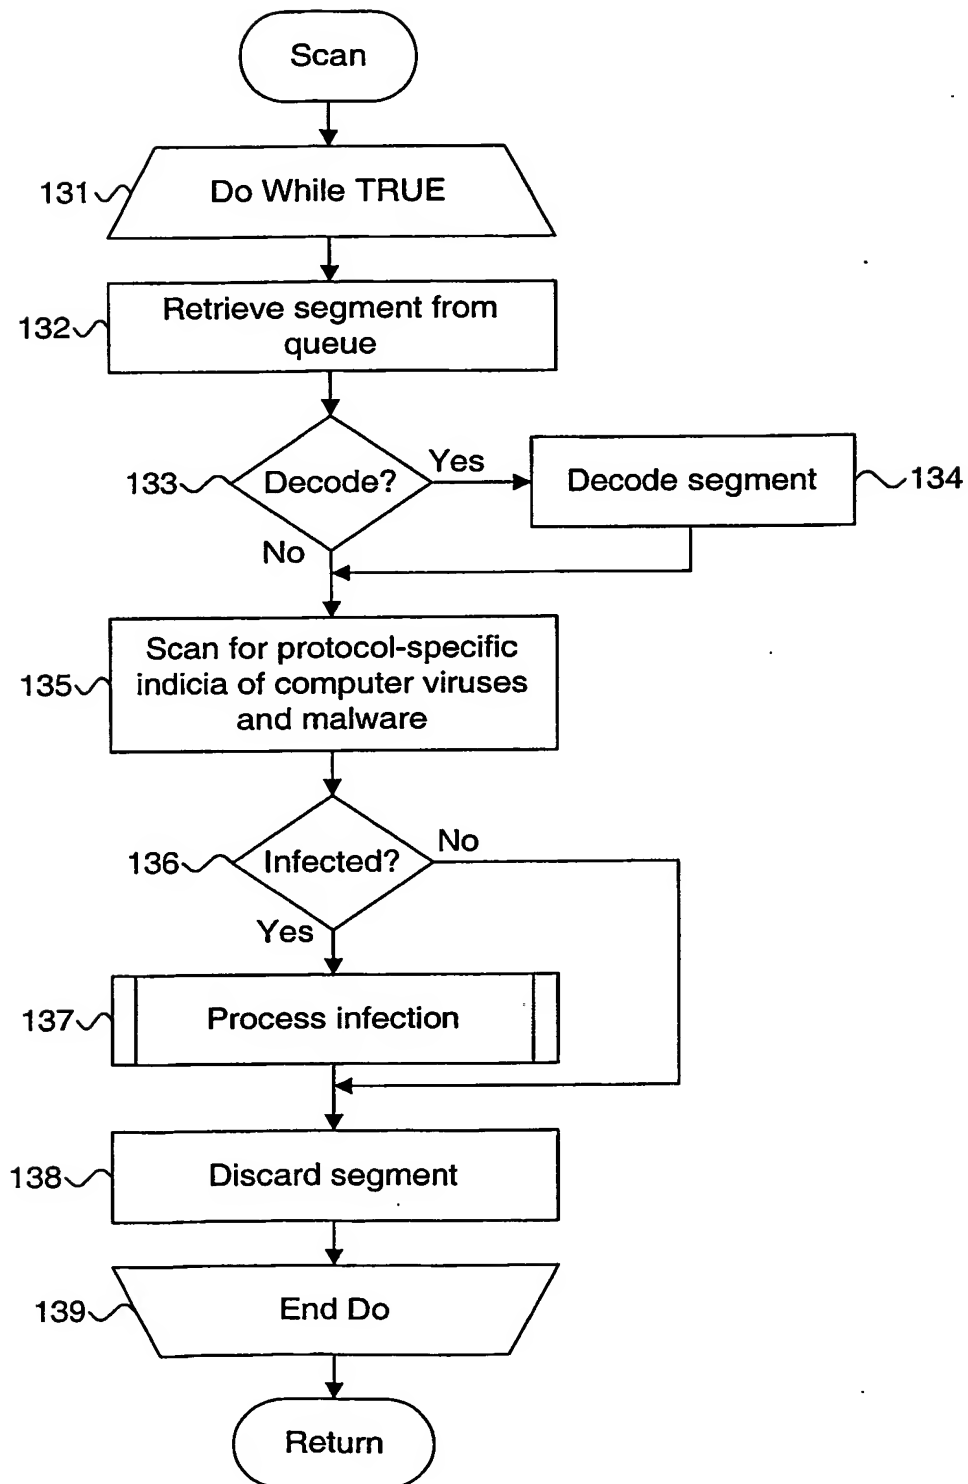 Scan
131
Do While TRUE
132
Retrieve segment from
queue
133
Decode?
Yes
Decode segment
134
No
135
Scan for protocol-specific
indicia of computer viruses
and malware
136
Infected?
No
Yes
137
Process infection
138
Discard segment
139
End Do
Return